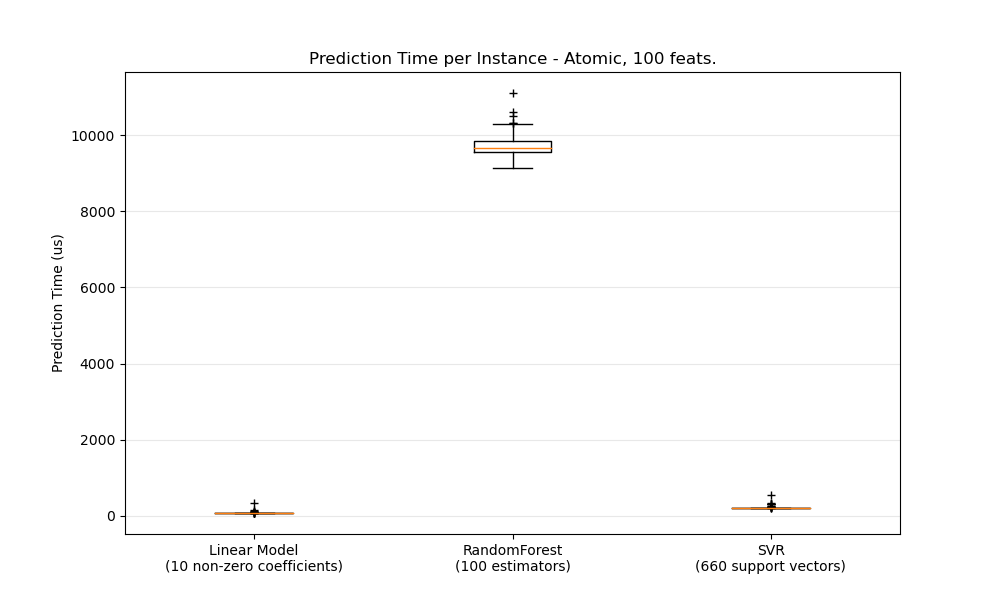 Prediction Time per Instance - Atomic, 100 feats.
Prediction Time (us)
10000
8000
6000
4000
2000
0
Linear Model
(10 non-zero coefficients)
RandomForest
(100 estimators)
SVR
(660 support vectors)